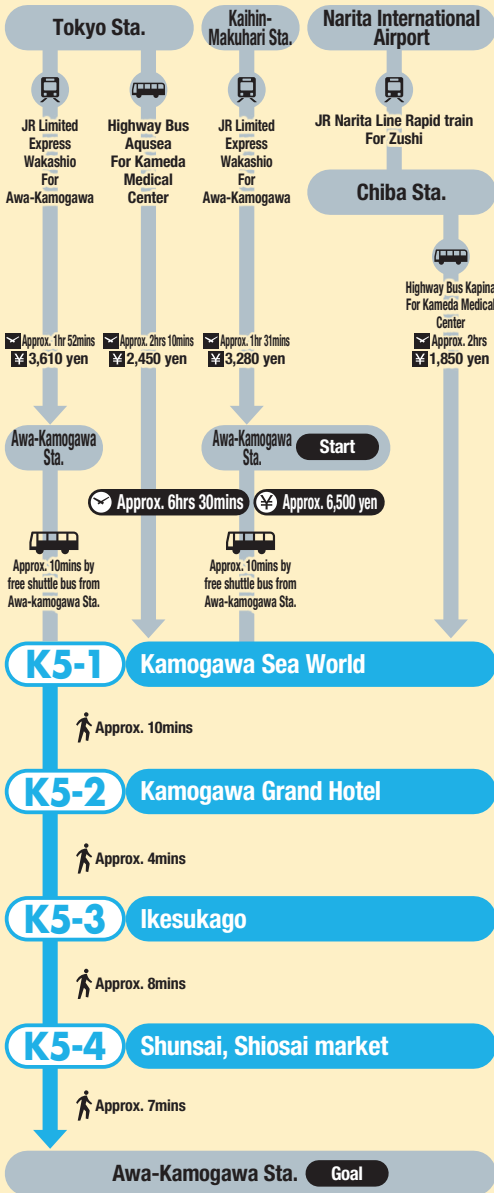 Tokyo Sta.
Kaihin-
Makuhari Sta.
Narita International
Airport
JR Limited
Express
Wakashio
For
Awa-Kamogawa
Highway Bus
Aqusea
For Kameda
Medical
Center
JR Limited
Express
Wakashio
For
Awa-Kamogawa
JR Narita Line Rapid train
For Zushi
Chiba Sta.
Highway Bus Kapina
For Kameda Medical
Center
Approx. 1hr 52mins
¥ 3,610 yen
Approx. 2hrs 10mins
¥ 2,450 yen
Approx. 1hr 31mins
¥ 3,280 yen
Approx. 2hrs
¥ 1,850 yen
Awa-Kamogawa
Sta.
Awa-Kamogawa
Sta.
Start
Approx. 6hrs 30mins
¥ Approx. 6,500 yen
Approx. 10mins by
free shuttle bus from
Awa-kamogawa Sta.
Approx. 10mins by
free shuttle bus from
Awa-kamogawa Sta.
K5-1 Kamogawa Sea World
Approx. 10mins
K5-2 Kamogawa Grand Hotel
Approx. 4mins
K5-3 Ikesukago
Approx. 8mins
K5-4 Shunsai, Shiosai market
Approx. 7mins
Awa-Kamogawa Sta. Goal